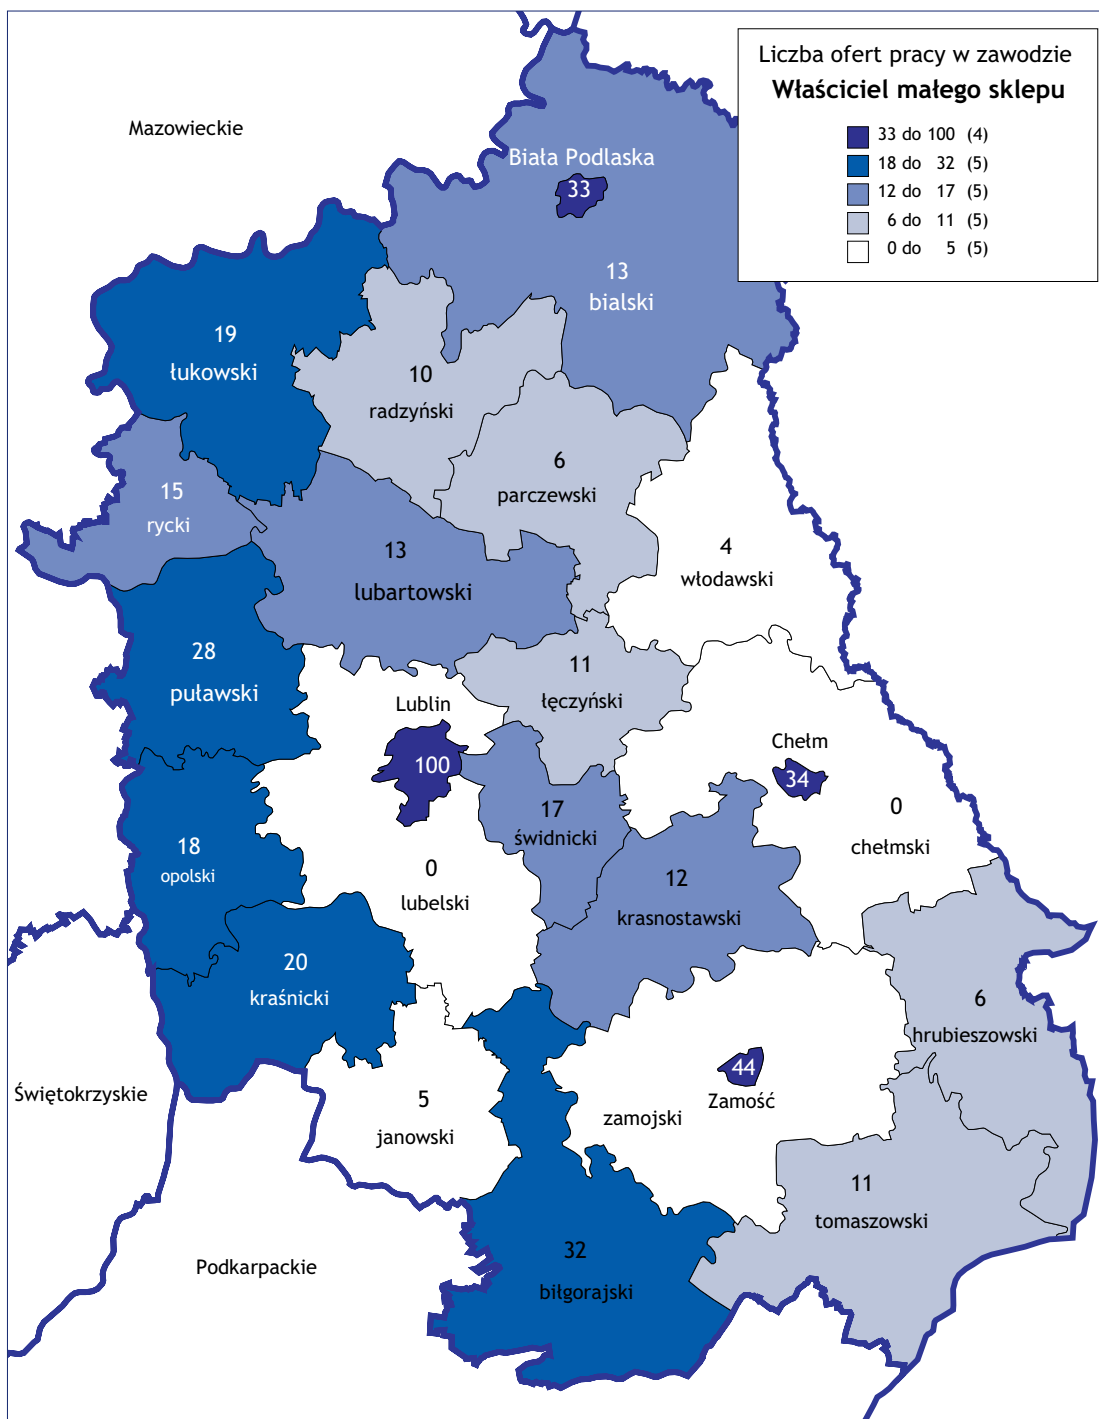 Liczba ofert pracy w zawodzie
Właściciel małego sklepu
33 do 100 (4)
18 do 32 (5)
12 do 17 (5)
6 do 11 (5)
0 do 5 (5)
Mazowieckie
Biała Podlaska
33
13
bialski
19
łukowski
10
radzyński
6
parczewski
15
rycki
13
lubartowski
4
włodawski
28
puławski
11
łęczyński
Lublin
100
Chełm
34
0
chełmski
17
świdnicki
18
opolski
0
lubelski
12
krasnostawski
20
kraśnicki
6
hrubieszowski
44
Zamość
zamojski
5
janowski
Świętokrzyskie
11
tomaszowski
32
biłgorajski
Podkarpackie